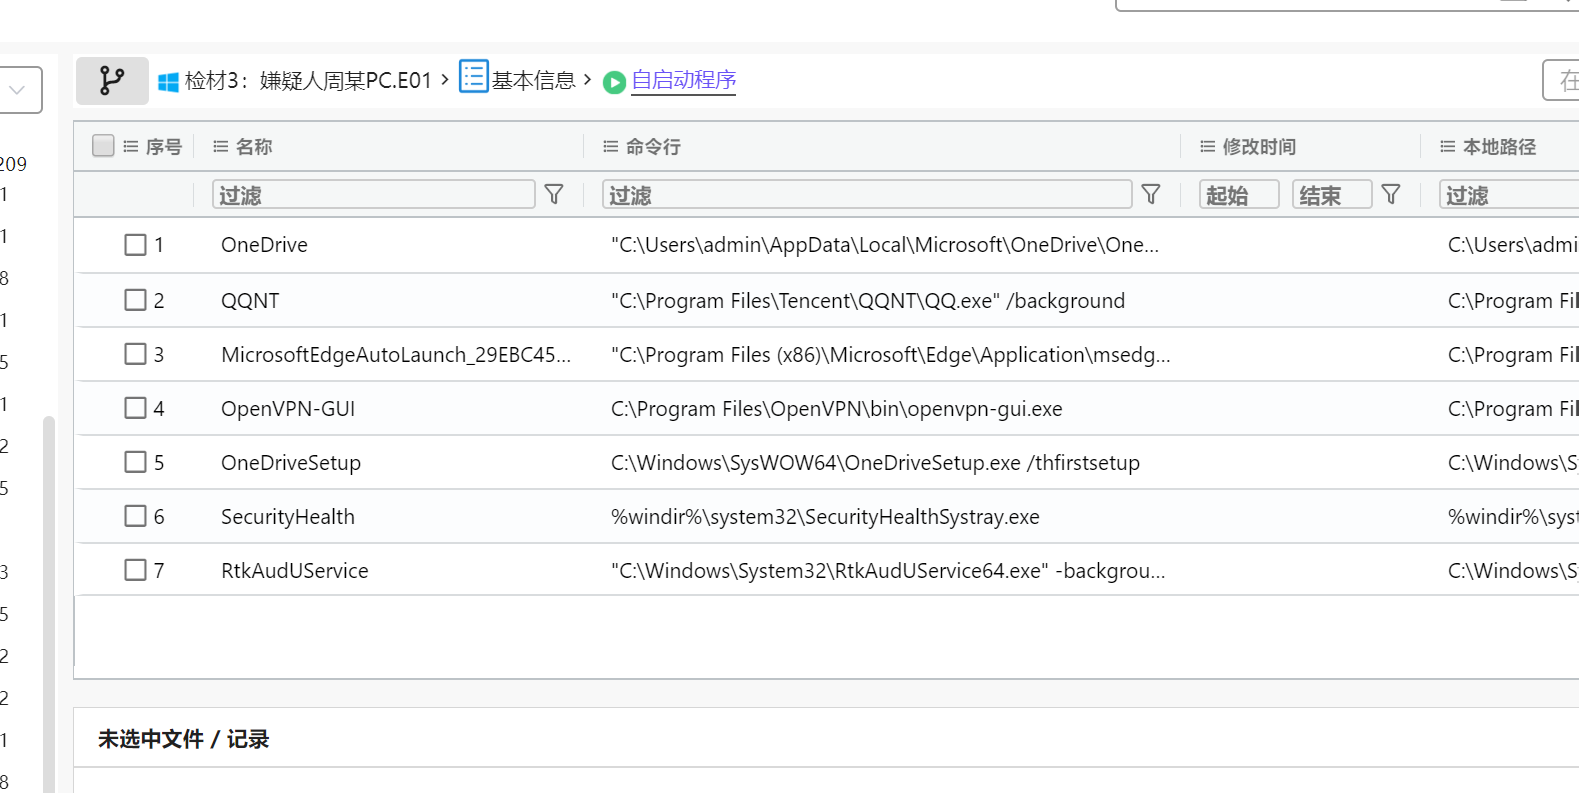 检材3：嫌疑人周某PC.E01 › 基本信息 › 自启动程序
在
209
1
1
8
1
5
1
2
5
3
5
2
2
1
8
序号 名称 命令行 修改时间 本地路径
过滤 过滤 起始 结束 过滤
1 OneDrive "C:\Users\admin\AppData\Local\Microsoft\OneDrive\One... C:\Users\admi
2 QQNT "C:\Program Files\Tencent\QQNT\QQ.exe" /background C:\Program Fil
3 MicrosoftEdgeAutoLaunch_29EBC45... "C:\Program Files (x86)\Microsoft\Edge\Application\msedg... C:\Program Fil
4 OpenVPN-GUI C:\Program Files\OpenVPN\bin\openvpn-gui.exe C:\Program Fil
5 OneDriveSetup C:\Windows\SysWOW64\OneDriveSetup.exe /thfirstsetup C:\Windows\S
6 SecurityHealth %windir%\system32\SecurityHealthSystray.exe %windir%\syst
7 RtkAudUService "C:\Windows\System32\RtkAudUService64.exe" -backgrou... C:\Windows\S
未选中文件 / 记录